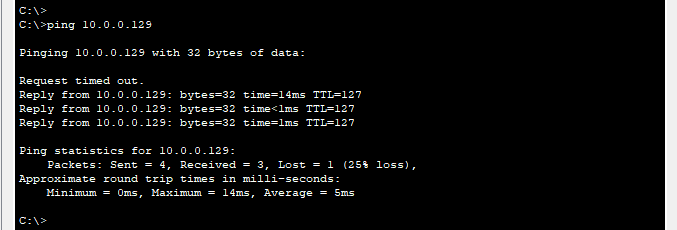 C:\>
C:\>ping 10.0.0.129
Pinging 10.0.0.129 with 32 bytes of data:
Request timed out.
Reply from 10.0.0.129: bytes=32 time=14ms TTL=127
Reply from 10.0.0.129: bytes=32 time<1ms TTL=127
Reply from 10.0.0.129: bytes=32 time=1ms TTL=127
Ping statistics for 10.0.0.129:
Packets: Sent = 4, Received = 3, Lost = 1 (25% loss),
Approximate round trip times in milli-seconds:
Minimum = 0ms, Maximum = 14ms, Average = 5ms
C:\>